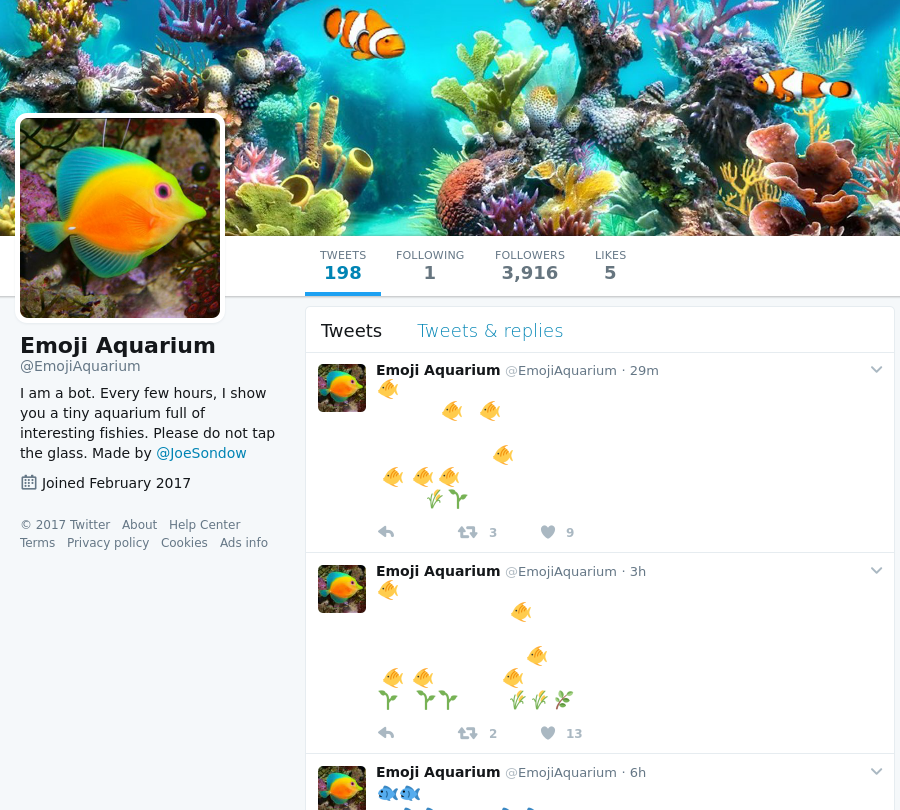 TWEETS FOLLOWING FOLLOWERS LIKES
198 1 3,916 5
Emoji Aquarium
@EmojiAquarium
I am a bot. Every few hours, I show
you a tiny aquarium full of
interesting fishies. Please do not tap
the glass. Made by @JoeSondow
Joined February 2017
© 2017 Twitter About Help Center
Terms Privacy policy Cookies Ads info
Tweets Tweets & replies
Emoji Aquarium @EmojiAquarium · 29m
3 9
Emoji Aquarium @EmojiAquarium · 3h
2 13
Emoji Aquarium @EmojiAquarium · 6h